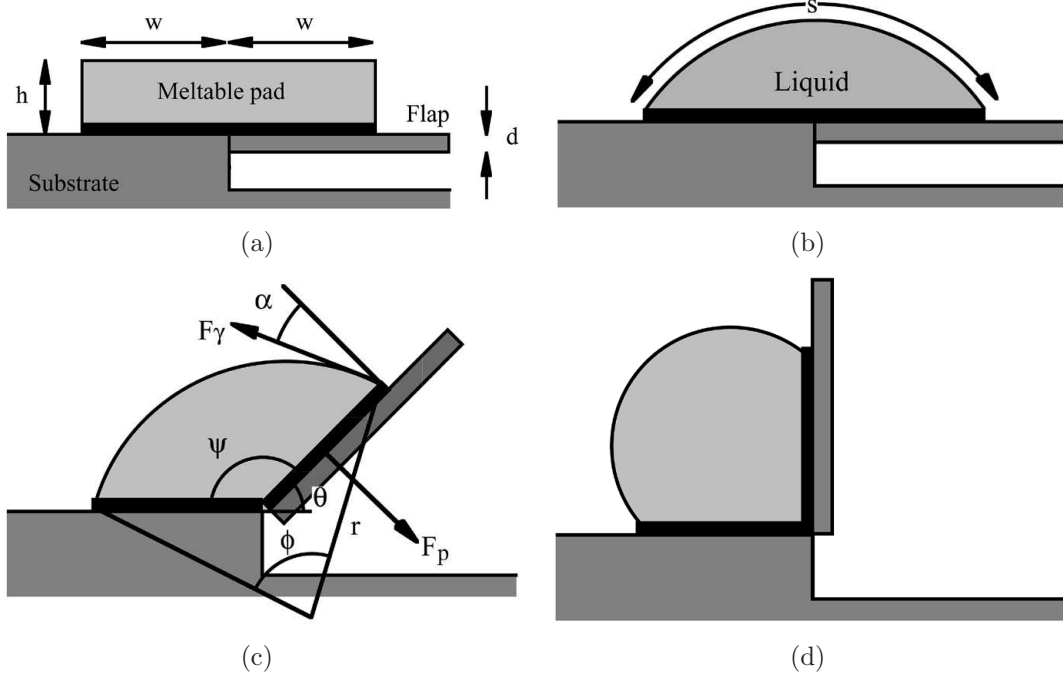 w w
h
Meltable pad
Flap
d
Substrate
(a)
s
Liquid
(b)
α
Fγ
ψ
θ
ϕ
r
Fp
(c)
(d)